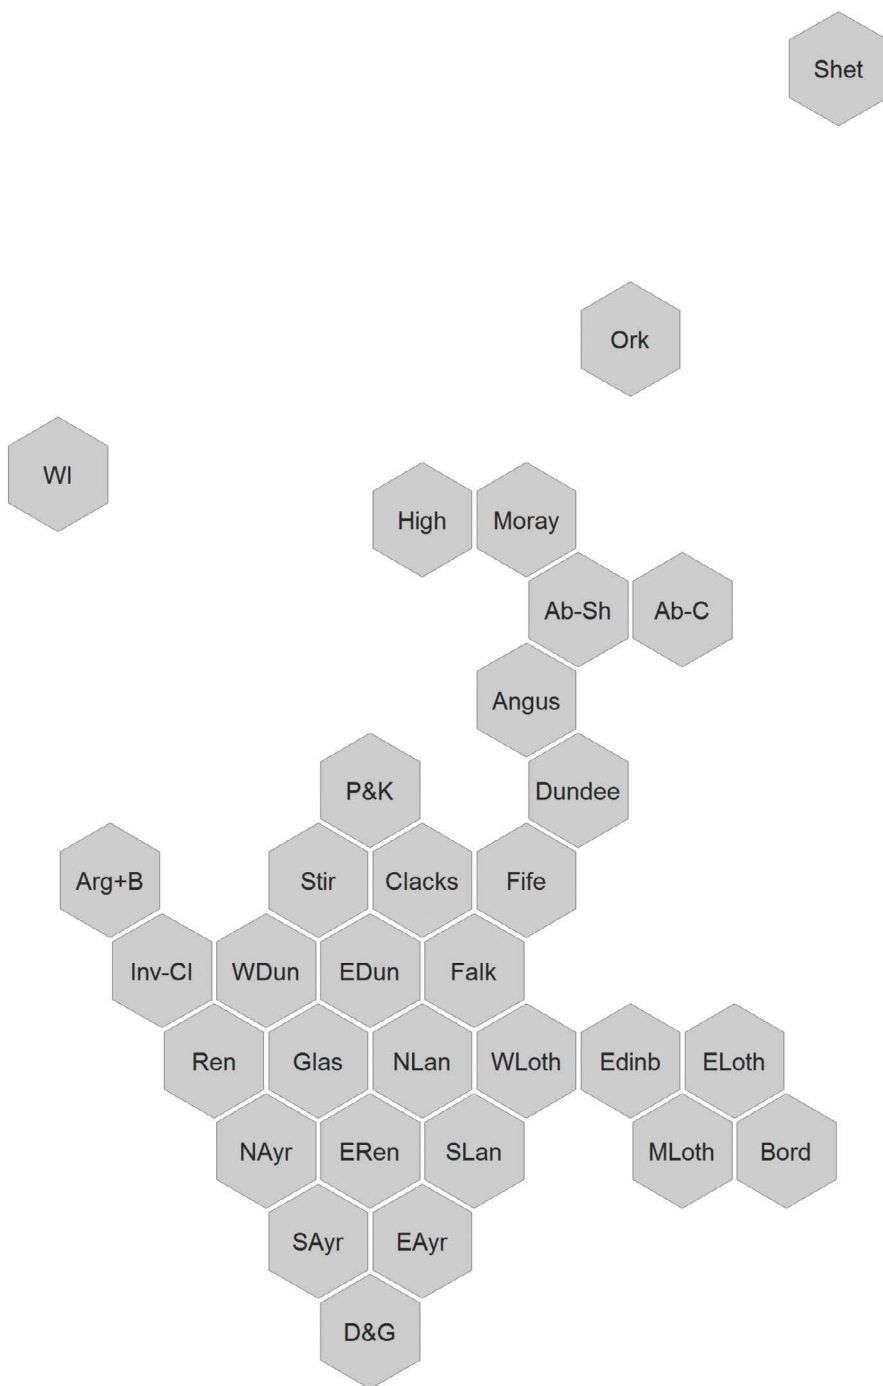 Shet
Ork
WI
High
Moray
Ab-Sh
Ab-C
Angus
P&K
Dundee
Arg+B
Stir
Clacks
Fife
Inv-Cl
WDun
EDun
Falk
Ren
Glas
NLan
WLoth
Edinb
ELoth
NAyr
ERen
SLan
MLoth
Bord
SAyr
EAyr
D&G